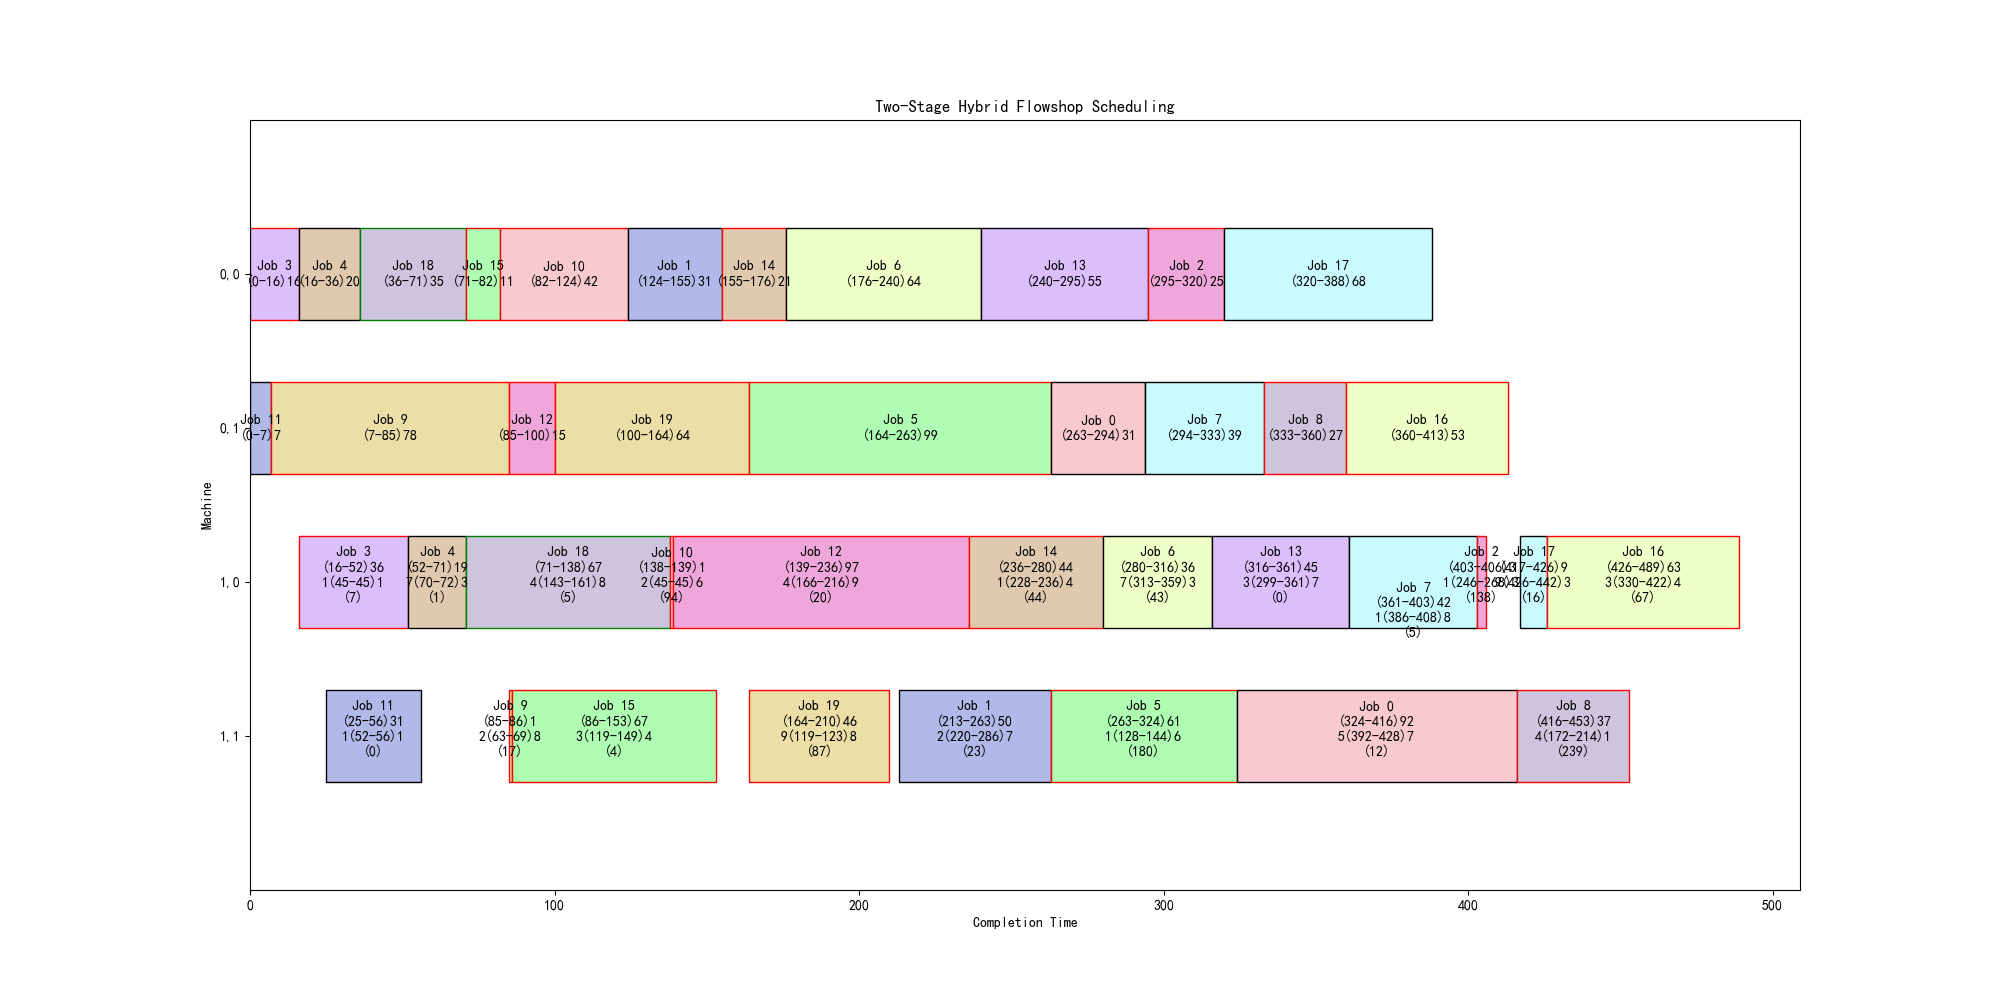 Two-Stage Hybrid Flowshop Scheduling
Machine
0,0
Job 3
(0-16)16
Job 4
(16-36)20
Job 18
(36-71)35
Job 15
(71-82)11
Job 10
(82-124)42
Job 1
(124-155)31
Job 14
(155-176)21
Job 6
(176-240)64
Job 13
(240-295)55
Job 2
(295-320)25
Job 17
(320-388)68
0,1
Job 11
(0-7)7
Job 9
(7-85)78
Job 12
(85-100)15
Job 19
(100-164)64
Job 5
(164-263)99
Job 0
(263-294)31
Job 7
(294-333)39
Job 8
(333-360)27
Job 16
(360-413)53
1,0
Job 3
(16-52)36
1(45-45)1
(7)
Job 4
(52-71)19
7(70-72)3
(1)
Job 18
(71-138)67
4(143-161)8
(5)
Job 10
(138-139)1
2(45-45)6
(94)
Job 12
(139-236)97
4(166-216)9
(20)
Job 14
(236-280)44
1(228-236)4
(44)
Job 6
(280-316)36
7(313-359)3
(43)
Job 13
(316-361)45
3(299-361)7
(0)
Job 7
(361-403)42
1(386-408)8
(5)
Job 2
(403-406)3
1(246-268)3
(138)
Job 17
(417-426)9
(16)
Job 16
(426-489)63
3(330-422)4
(67)
1,1
Job 11
(25-56)31
1(52-56)1
(0)
Job 9
(85-86)1
2(63-69)8
(17)
Job 15
(86-153)67
3(119-149)4
(4)
Job 19
(164-210)46
9(119-123)8
(87)
Job 1
(213-263)50
2(220-286)7
(23)
Job 5
(263-324)61
1(128-144)6
(180)
Job 0
(324-416)92
5(392-428)7
(12)
Job 8
(416-453)37
4(172-214)1
(239)
0
100
200
300
400
500
Completion Time